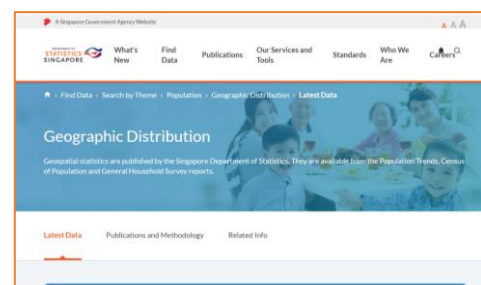 A Singapore Government Agency Website
A A A
DEPARTMENT OF STATISTICS SINGAPORE
What's New
Find Data
Publications
Our Services and Tools
Standards
Who We Are
Careers
Find Data › Search by Theme › Population › Geographic Distribution › Latest Data
Geographic Distribution
Geospatial statistics are published by the Singapore Department of Statistics. They are available from the Population Trends, Census
of Population and General Household Survey reports.
Latest Data
Publications and Methodology
Related Info